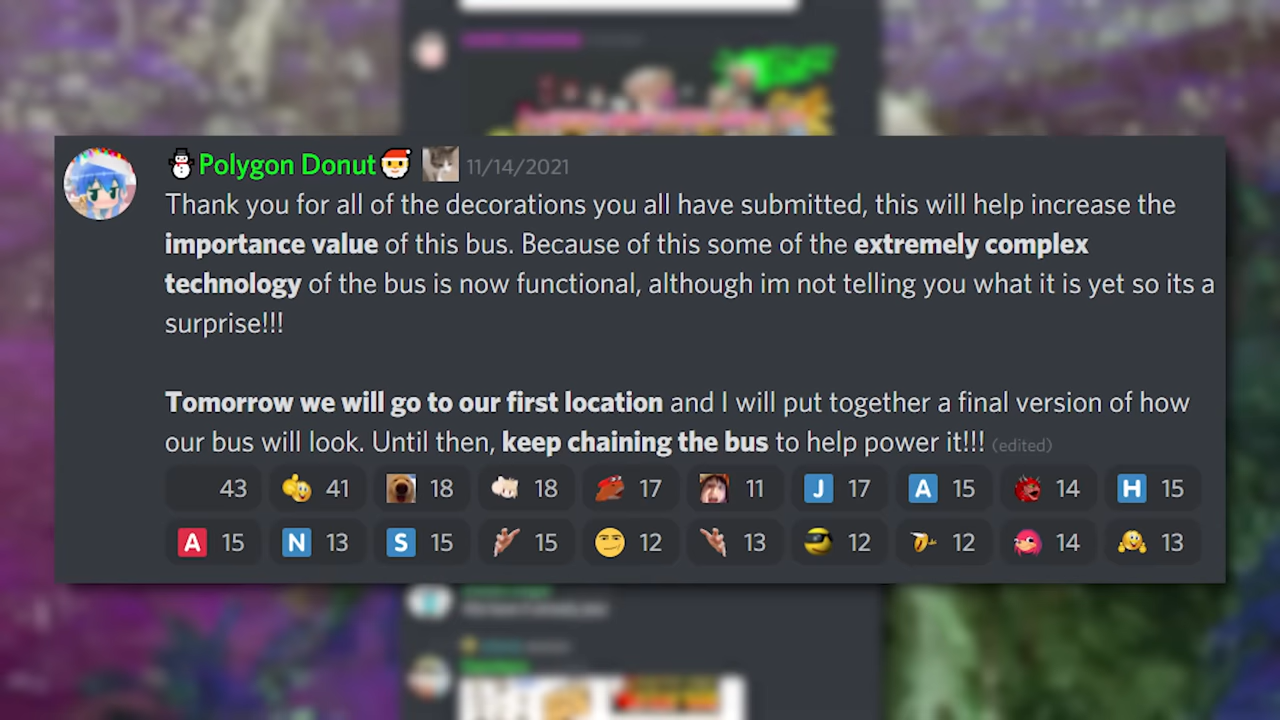 Polygon Donut 11/14/2021
Thank you for all of the decorations you all have submitted, this will help increase the
importance value of this bus. Because of this some of the extremely complex
technology of the bus is now functional, although im not telling you what it is yet so its a
surprise!!!
Tomorrow we will go to our first location and I will put together a final version of how
our bus will look. Until then, keep chaining the bus to help power it!!! (edited)
43 41 18 18 17 11 J 17 A 15 14 H 15
A 15 N 13 S 15 15 12 13 12 12 14 13